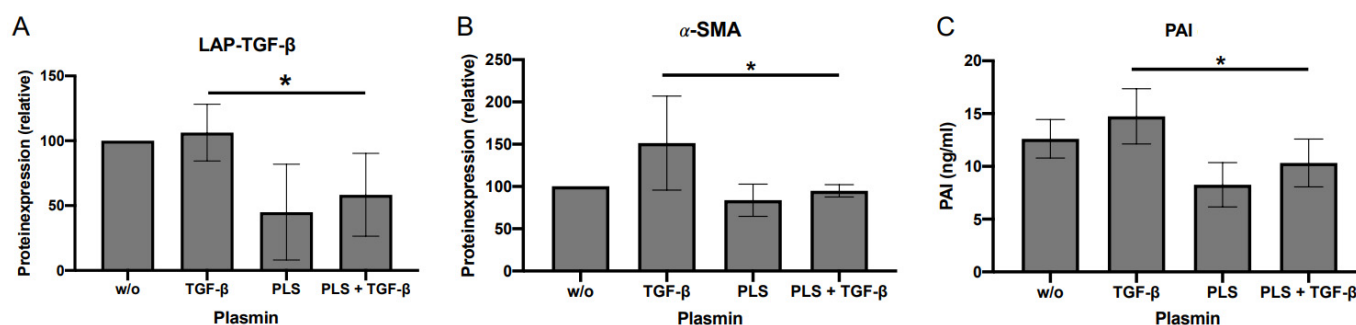 A
LAP-TGF-β
Proteinexpression (relative)
150
100
50
0
*
w/o TGF-β PLS PLS + TGF-β
Plasmin
B
α-SMA
Proteinexpression (relative)
250
200
150
100
50
0
*
w/o TGF-β PLS PLS + TGF-β
Plasmin
C
PAI
PAI (ng/ml)
20
15
10
5
0
*
w/o TGF-β PLS PLS + TGF-β
Plasmin